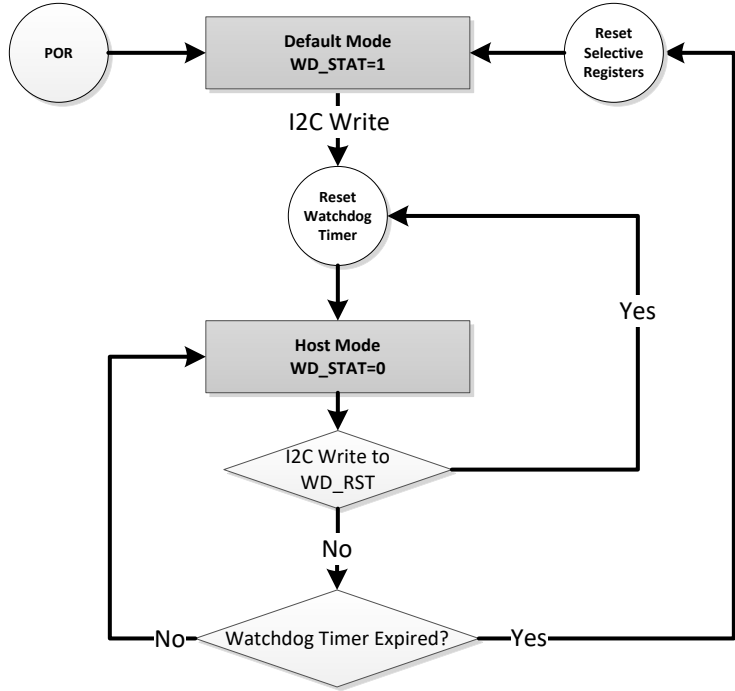 POR
Default Mode
WD_STAT=1
Reset
Selective
Registers
I2C Write
Reset
Watchdog
Timer
Yes
Host Mode
WD_STAT=0
I2C Write to
WD_RST
No
No
Watchdog Timer Expired?
Yes